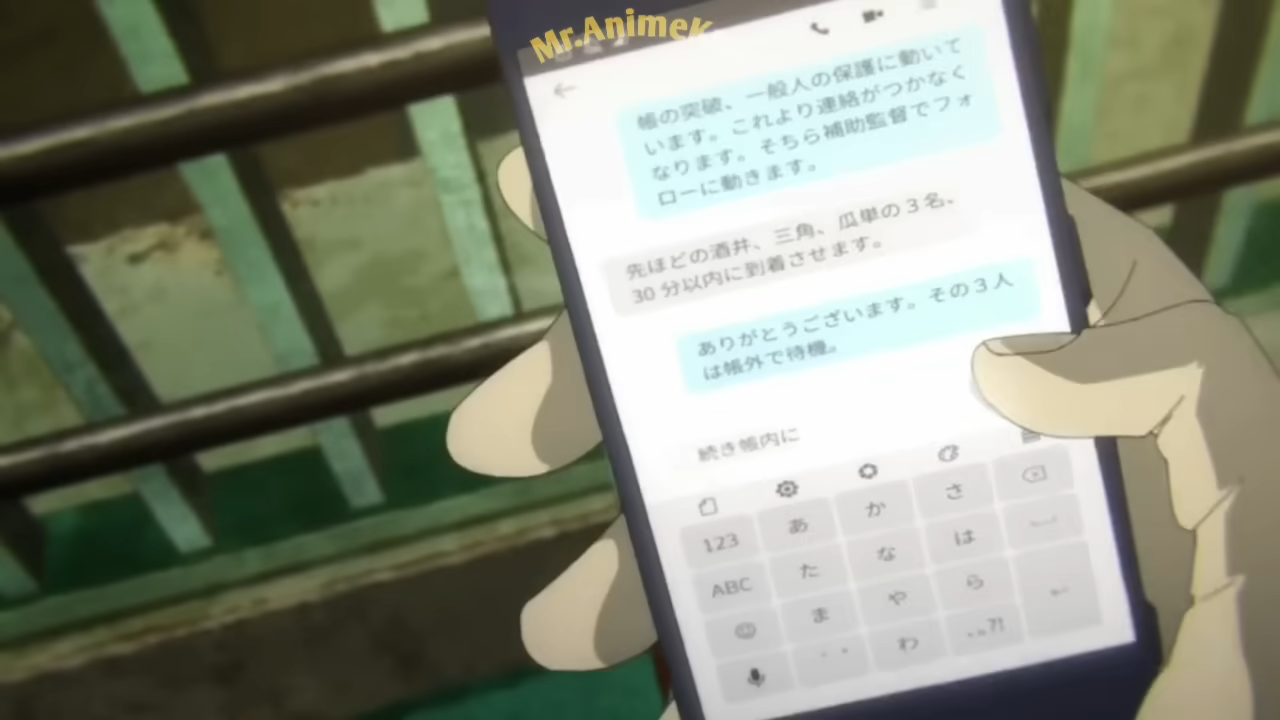 Mr.AnimeK
帳の突破、一般人の保護に動いて
います。これより連絡がつかなく
なります。そちら補助監督でフォ
ローに動きます。
先ほどの酒井、三角、瓜単の3名、
30 分以内に到着させます。
ありがとうございます。その3人
は帳外で待機。
続き帳内に
123 あ か さ
ABC た な は
ま や ら
わ 、。?!